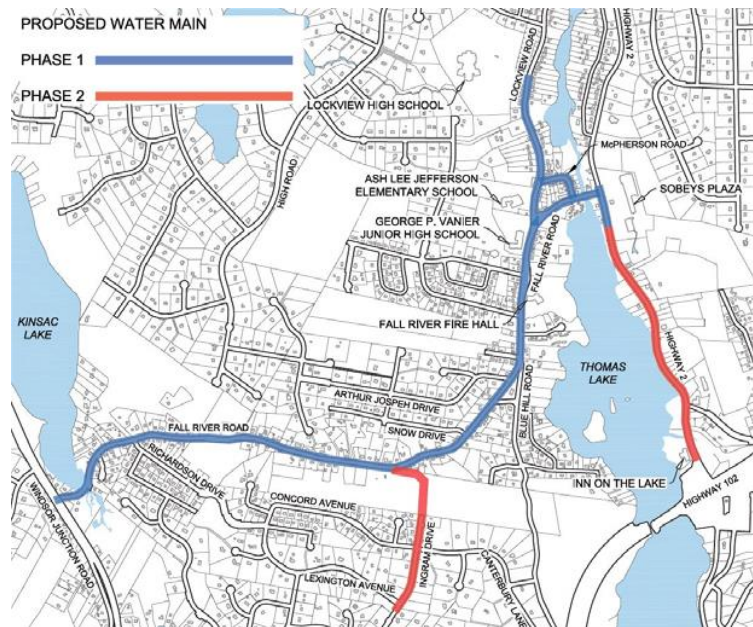 PROPOSED WATER MAIN
PHASE 1
PHASE 2
LOCKVIEW HIGH SCHOOL
LOCKVIEW ROAD
HIGHWAY 2
McPHERSON ROAD
ASH LEE JEFFERSON
ELEMENTARY SCHOOL
SOBEYS PLAZA
HIGH ROAD
GEORGE P. VANIER
JUNIOR HIGH SCHOOL
FALL RIVER ROAD
KINSAC
LAKE
FALL RIVER FIRE HALL
THOMAS
LAKE
HIGHWAY 2
ARTHUR JOSPEH DRIVE
BLUE HILL ROAD
SNOW DRIVE
FALL RIVER ROAD
RICHARDSON DRIVE
INN ON THE LAKE
HIGHWAY 102
WINDSOR JUNCTION ROAD
CONCORD AVENUE
INGRAM DRIVE
LEXINGTON AVENUE
CANTERBURY LANE